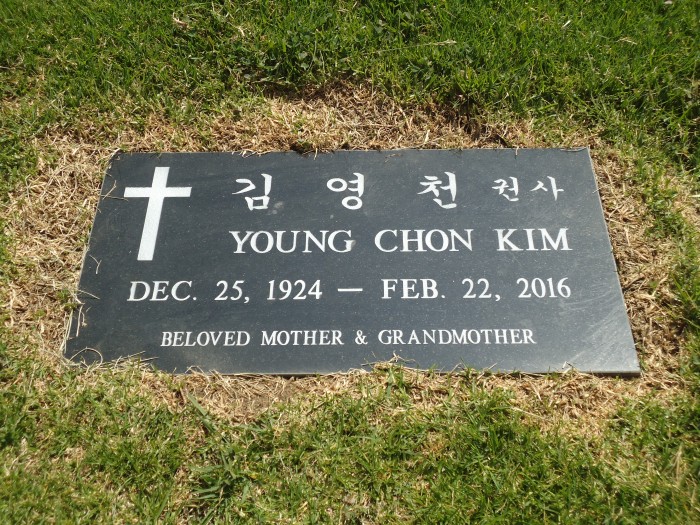 김 영 천 권사
YOUNG CHON KIM
DEC. 25, 1924 — FEB. 22, 2016
BELOVED MOTHER & GRANDMOTHER